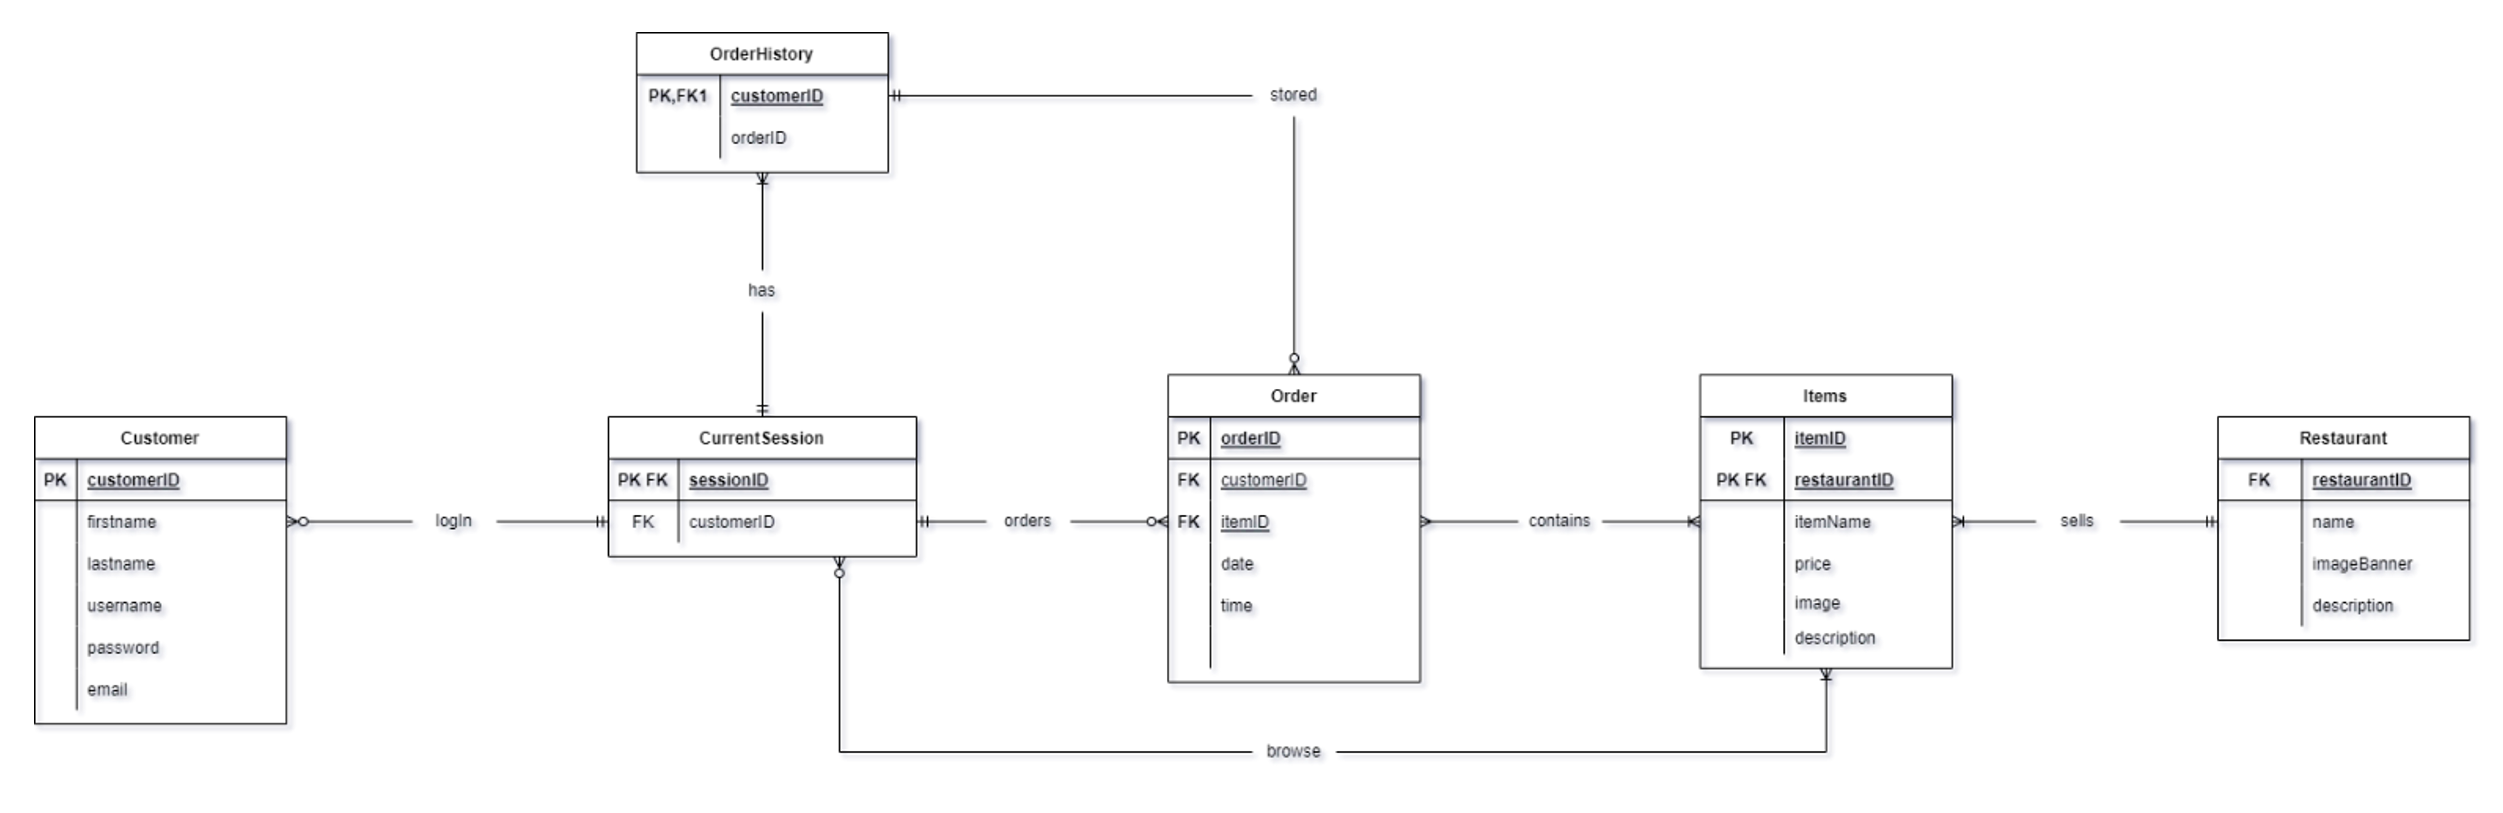 OrderHistory
PK,FK1 customerID
orderID
stored
has
Customer
PK customerID
firstname
lastname
username
password
email
logIn
CurrentSession
PK FK sessionID
FK customerID
orders
Order
PK orderID
FK customerID
FK itemID
date
time
contains
Items
PK itemID
PK FK restaurantID
itemName
price
image
description
sells
Restaurant
FK restaurantID
name
imageBanner
description
browse